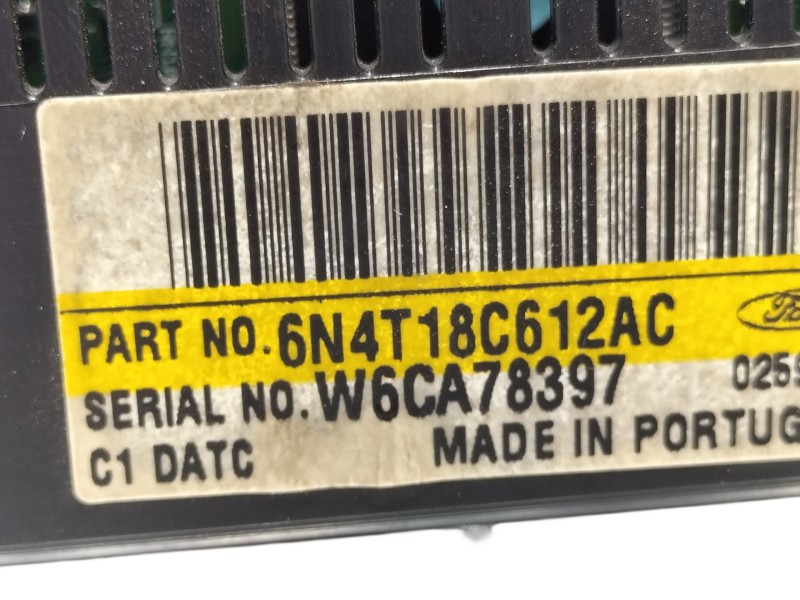 PART NO. 6N4T18C612AC
SERIAL NO. W6CA78397
C1 DATC MADE IN PORTUG